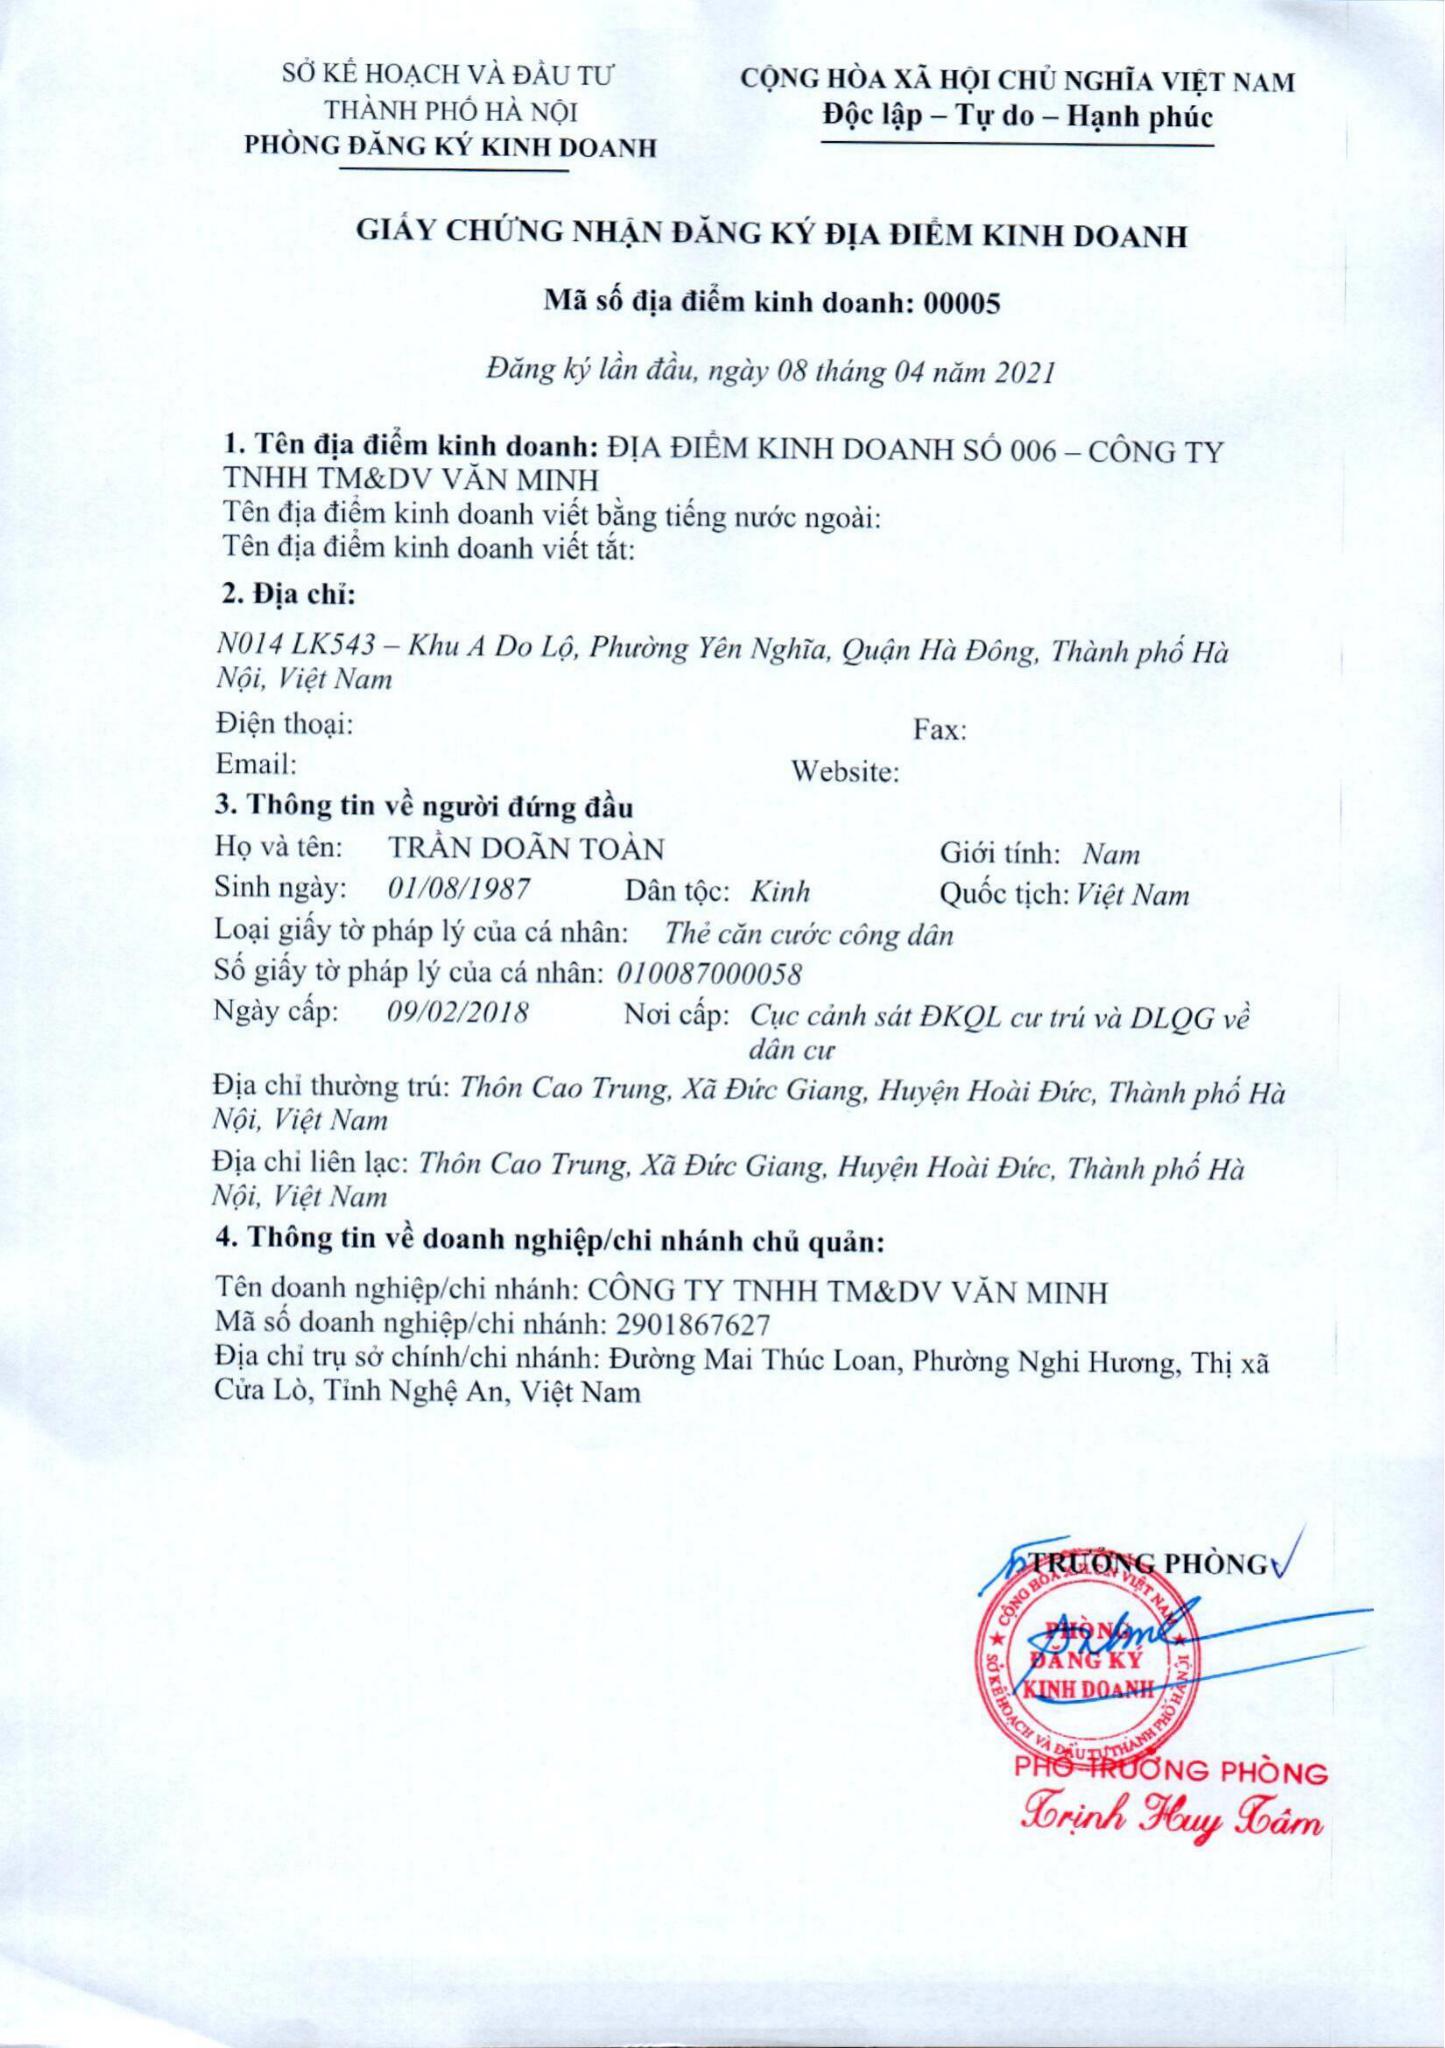 SỞ KẾ HOẠCH VÀ ĐẦU TƯ
THÀNH PHỐ HÀ NỘI
PHÒNG ĐĂNG KÝ KINH DOANH
CỘNG HÒA XÃ HỘI CHỦ NGHĨA VIỆT NAM
Độc lập – Tự do – Hạnh phúc
GIẤY CHỨNG NHẬN ĐĂNG KÝ ĐỊA ĐIỂM KINH DOANH
Mã số địa điểm kinh doanh: 00005
Đăng ký lần đầu, ngày 08 tháng 04 năm 2021
1. Tên địa điểm kinh doanh: ĐỊA ĐIỂM KINH DOANH SỐ 006 – CÔNG TY
TNHH TM&DV VĂN MINH
Tên địa điểm kinh doanh viết bằng tiếng nước ngoài:
Tên địa điểm kinh doanh viết tắt:
2. Địa chỉ:
N014 LK543 – Khu A Do Lộ, Phường Yên Nghĩa, Quận Hà Đông, Thành phố Hà
Nội, Việt Nam
Điện thoại: Fax:
Email: Website:
3. Thông tin về người đứng đầu
Họ và tên: TRẦN DOÃN TOÀN Giới tính: Nam
Sinh ngày: 01/08/1987 Dân tộc: Kinh Quốc tịch: Việt Nam
Loại giấy tờ pháp lý của cá nhân: Thẻ căn cước công dân
Số giấy tờ pháp lý của cá nhân: 010087000058
Ngày cấp: 09/02/2018 Nơi cấp: Cục cảnh sát ĐKQL cư trú và DLQG về
dân cư
Địa chỉ thường trú: Thôn Cao Trung, Xã Đức Giang, Huyện Hoài Đức, Thành phố Hà
Nội, Việt Nam
Địa chỉ liên lạc: Thôn Cao Trung, Xã Đức Giang, Huyện Hoài Đức, Thành phố Hà
Nội, Việt Nam
4. Thông tin về doanh nghiệp/chi nhánh chủ quản:
Tên doanh nghiệp/chi nhánh: CÔNG TY TNHH TM&DV VĂN MINH
Mã số doanh nghiệp/chi nhánh: 2901867627
Địa chỉ trụ sở chính/chi nhánh: Đường Mai Thúc Loan, Phường Nghi Hương, Thị xã
Cửa Lò, Tỉnh Nghệ An, Việt Nam
TRƯỞNG PHÒNG
CỘNG HÒA X.H.C.N VIỆT NAM
PHÒNG
ĐĂNG KÝ
KINH DOANH
SỞ KẾ HOẠCH VÀ ĐẦU TƯ THÀNH PHỐ HÀ NỘI
PHÓ TRƯỞNG PHÒNG
Trịnh Huy Tâm